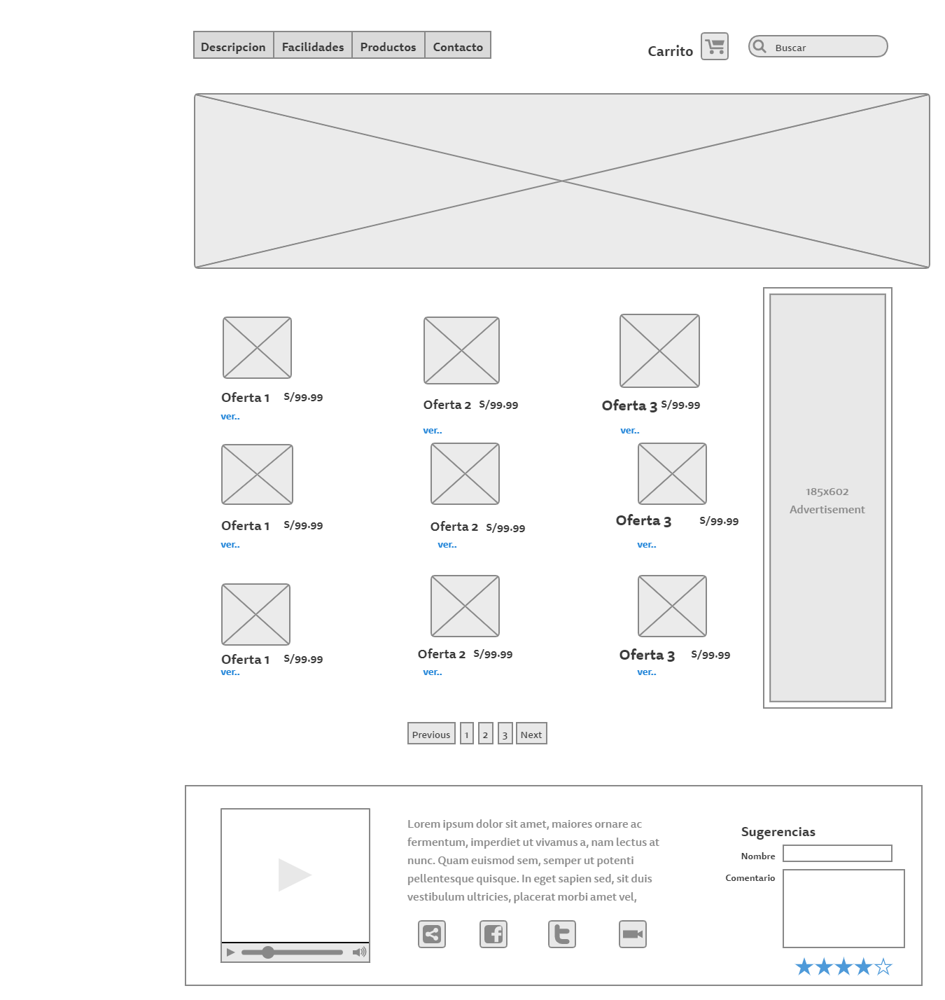 Descripcion Facilidades Productos Contacto Carrito Buscar
Oferta 1 S/99.99 Oferta 2 S/99.99 Oferta 3 S/99.99
ver.. ver.. ver..
Oferta 1 S/99.99 Oferta 2 S/99.99 Oferta 3 S/99.99
ver.. ver.. ver..
Oferta 1 S/99.99 Oferta 2 S/99.99 Oferta 3 S/99.99
ver.. ver.. ver..
185x602
Advertisement
Previous 1 2 3 Next
Lorem ipsum dolor sit amet, maiores ornare ac
fermentum, imperdiet ut vivamus a, nam lectus at
nunc. Quam euismod sem, semper ut potenti
pellentesque quisque. In eget sapien sed, sit duis
vestibulum ultricies, placerat morbi amet vel,
Sugerencias
Nombre
Comentario